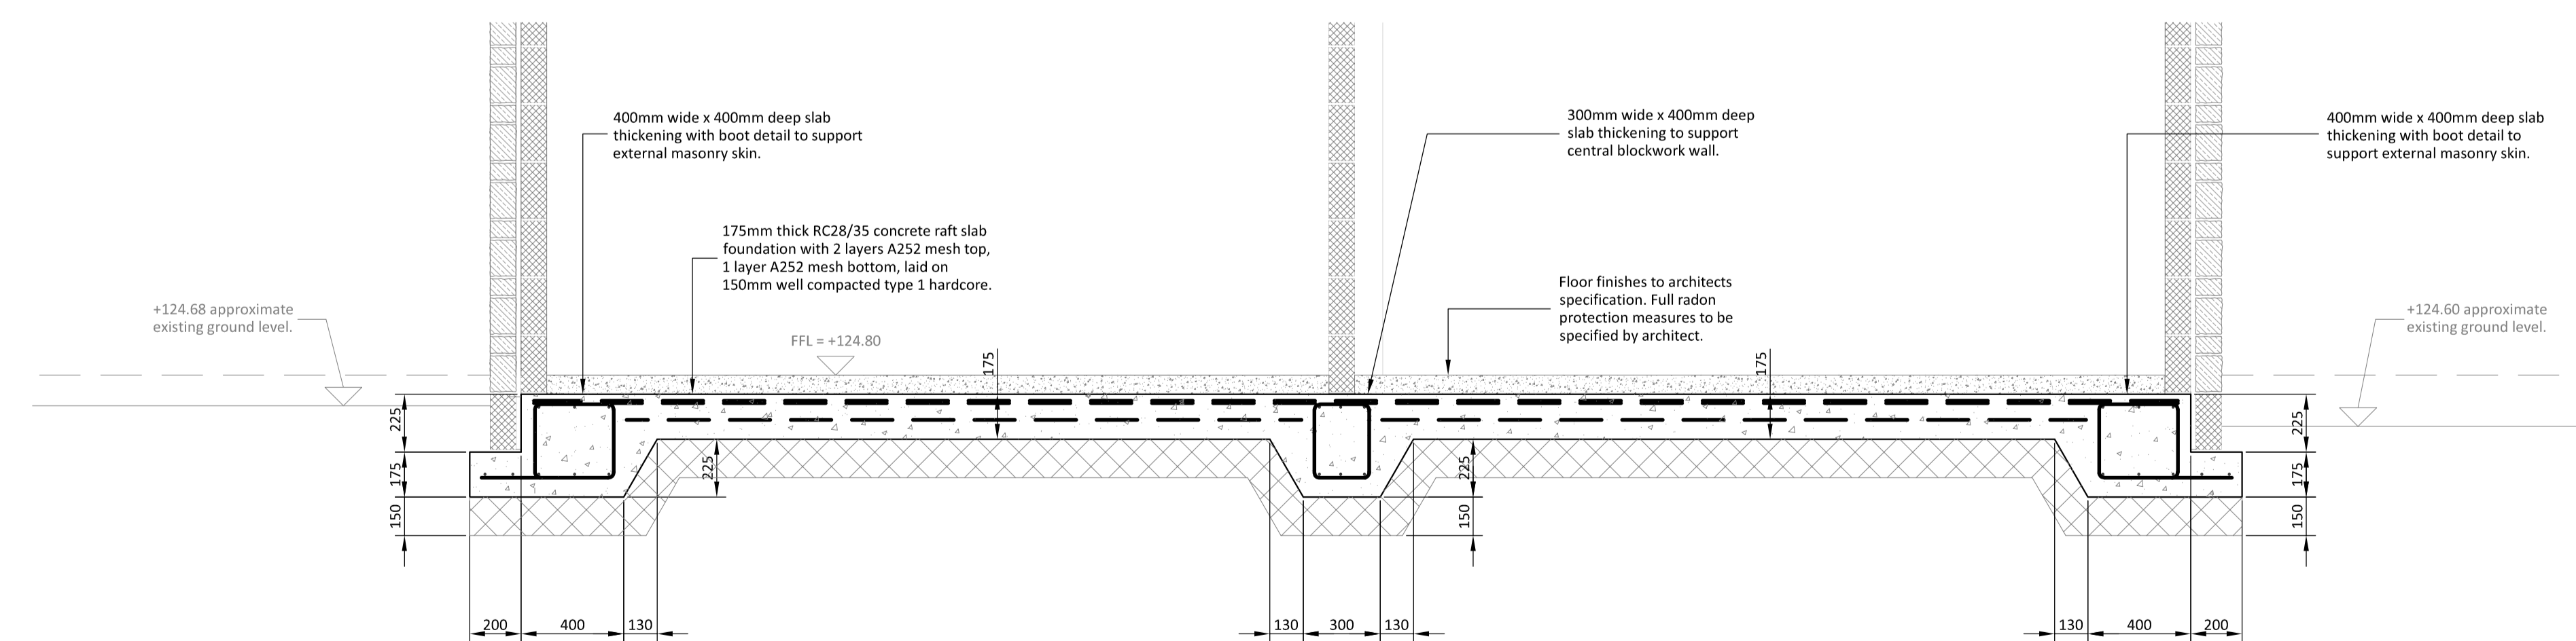 400mm wide x 400mm deep slab
thickening with boot detail to support
external masonry skin.
300mm wide x 400mm deep
slab thickening to support
central blockwork wall.
400mm wide x 400mm deep slab
thickening with boot detail to
support external masonry skin.
175mm thick RC28/35 concrete raft slab
foundation with 2 layers A252 mesh top,
1 layer A252 mesh bottom, laid on
150mm well compacted type 1 hardcore.
Floor finishes to architects
specification. Full radon
protection measures to be
specified by architect.
+124.68 approximate
existing ground level.
+124.60 approximate
existing ground level.
FFL = +124.80
175
175
225
175
150
225
225
150
225
175
150
200
400
130
130
300
130
130
400
200